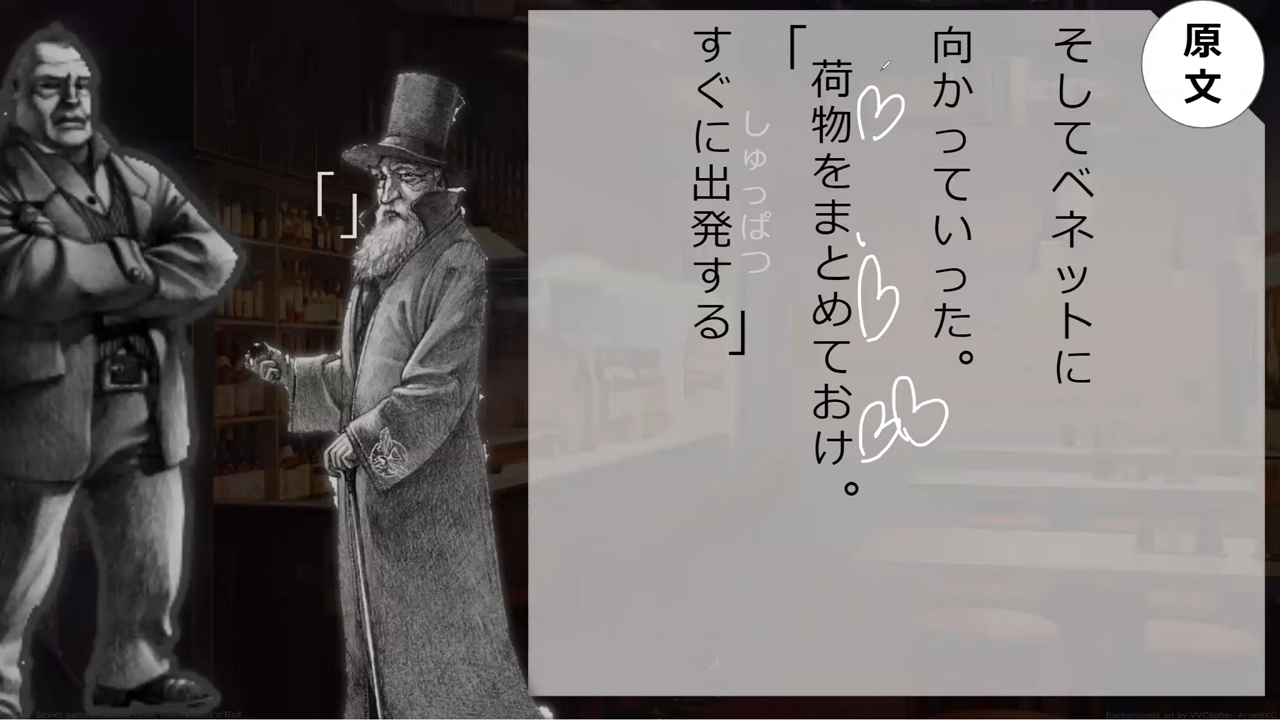 原文
そしてベネットに
向かっていった。
「荷物をまとめておけ。
すぐに出発する」
しゅっぱつ
「」